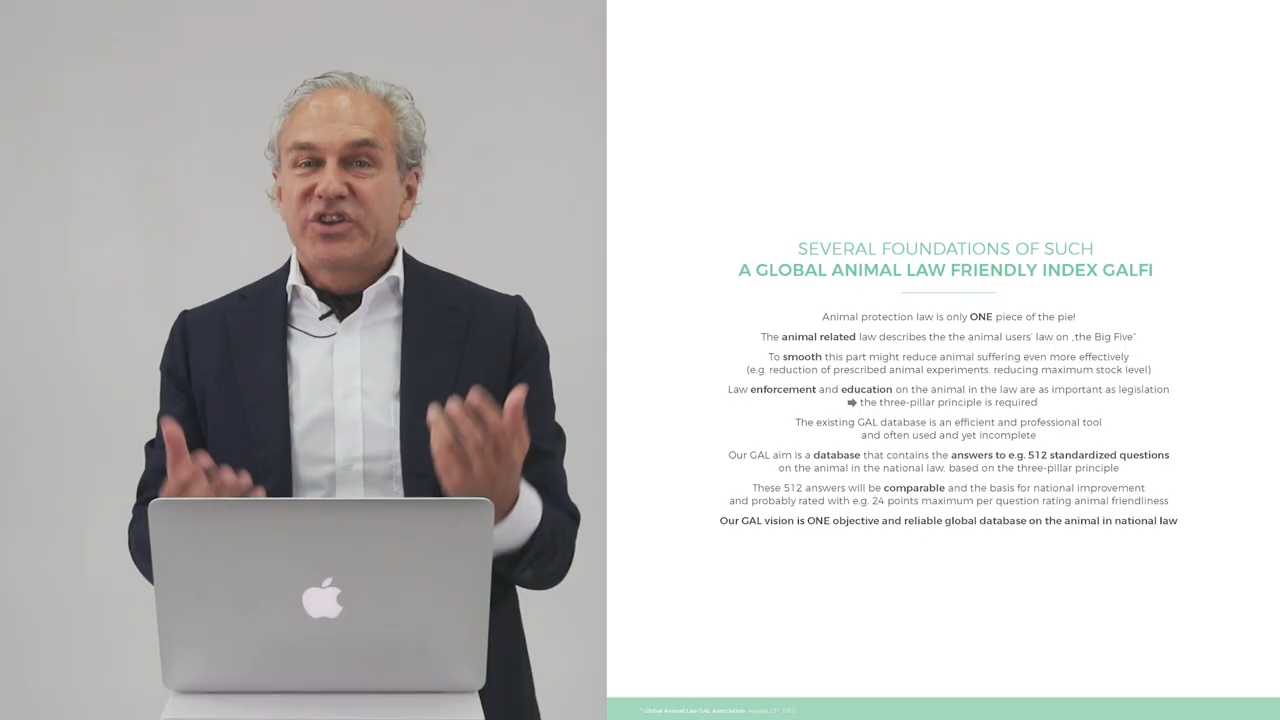 SEVERAL FOUNDATIONS OF SUCH
A GLOBAL ANIMAL LAW FRIENDLY INDEX GALFI
Animal protection law is only ONE piece of the pie!
The animal related law describes the the animal users' law on „the Big Five"
To smooth this part might reduce animal suffering even more effectively
(e.g. reduction of prescribed animal experiments, reducing maximum stock level)
Law enforcement and education on the animal in the law are as important as legislation
➡ the three-pillar principle is required
The existing GAL database is an efficient and professional tool
and often used and yet incomplete
Our GAL aim is a database that contains the answers to e.g. 512 standardized questions
on the animal in the national law, based on the three-pillar principle
These 512 answers will be comparable and the basis for national improvement
and probably rated with e.g. 24 points maximum per question rating animal friendliness
Our GAL vision is ONE objective and reliable global database on the animal in national law
Global Animal Law GAL Association August